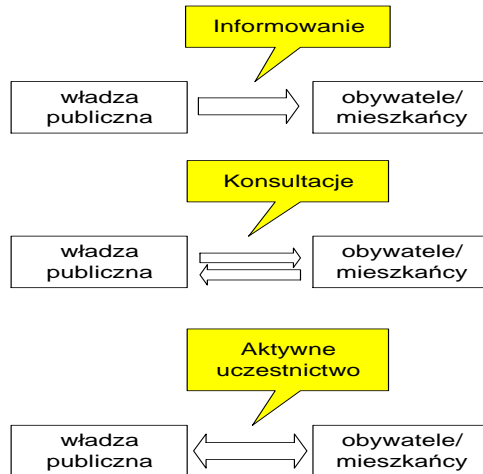 Informowanie
władza
publiczna
obywatele/
mieszkańcy
Konsultacje
władza
publiczna
obywatele/
mieszkańcy
Aktywne
uczestnictwo
władza
publiczna
obywatele/
mieszkańcy